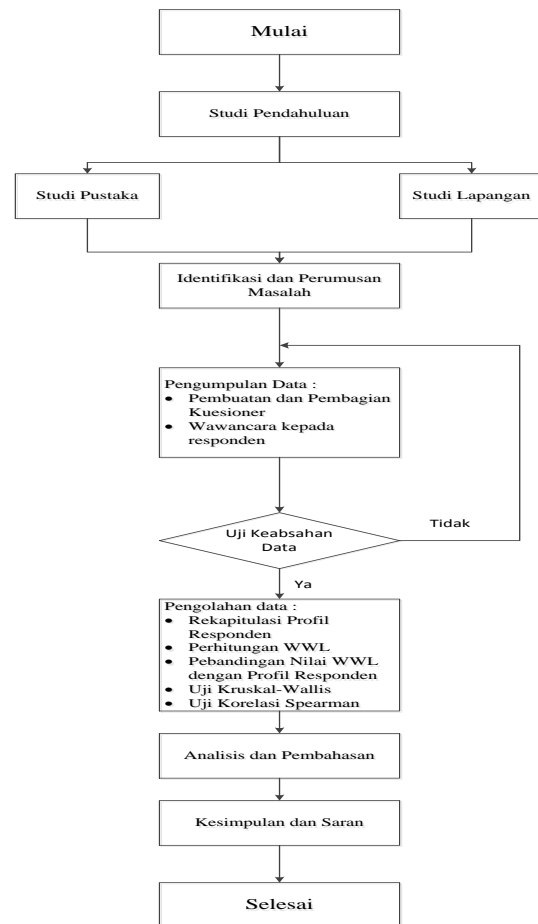 Mulai
Studi Pendahuluan
Studi Pustaka
Studi Lapangan
Identifikasi dan Perumusan
Masalah
Pengumpulan Data :
• Pembuatan dan Pembagian
Kuesioner
• Wawancara kepada
responden
Uji Keabsahan
Data
Tidak
Ya
Pengolahan data :
• Rekapitulasi Profil
Responden
• Perhitungan WWL
• Pebandingan Nilai WWL
dengan Profil Responden
• Uji Kruskal-Wallis
• Uji Korelasi Spearman
Analisis dan Pembahasan
Kesimpulan dan Saran
Selesai